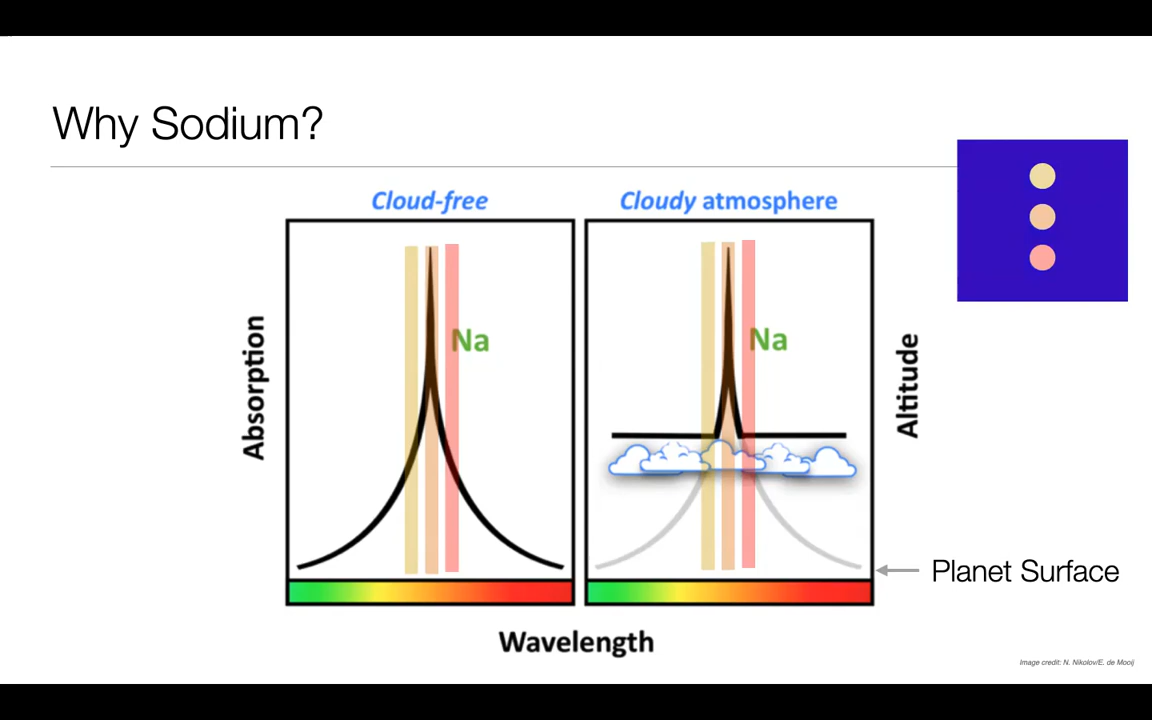 Why Sodium?
Cloud-free
Cloudy atmosphere
Absorption
Na
Na
Altitude
Planet Surface
Wavelength
Image credit: N. Nikolov/E. de Mooij